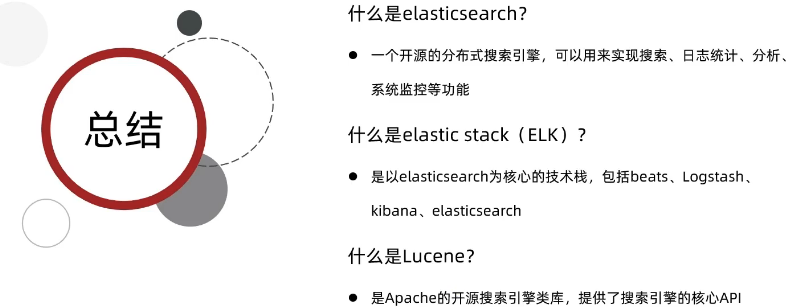 总结
什么是elasticsearch？
一个开源的分布式搜索引擎，可以用来实现搜索、日志统计、分析、
系统监控等功能
什么是elastic stack（ELK）？
是以elasticsearch为核心的技术栈，包括beats、Logstash、
kibana、elasticsearch
什么是Lucene？
是Apache的开源搜索引擎类库，提供了搜索引擎的核心API